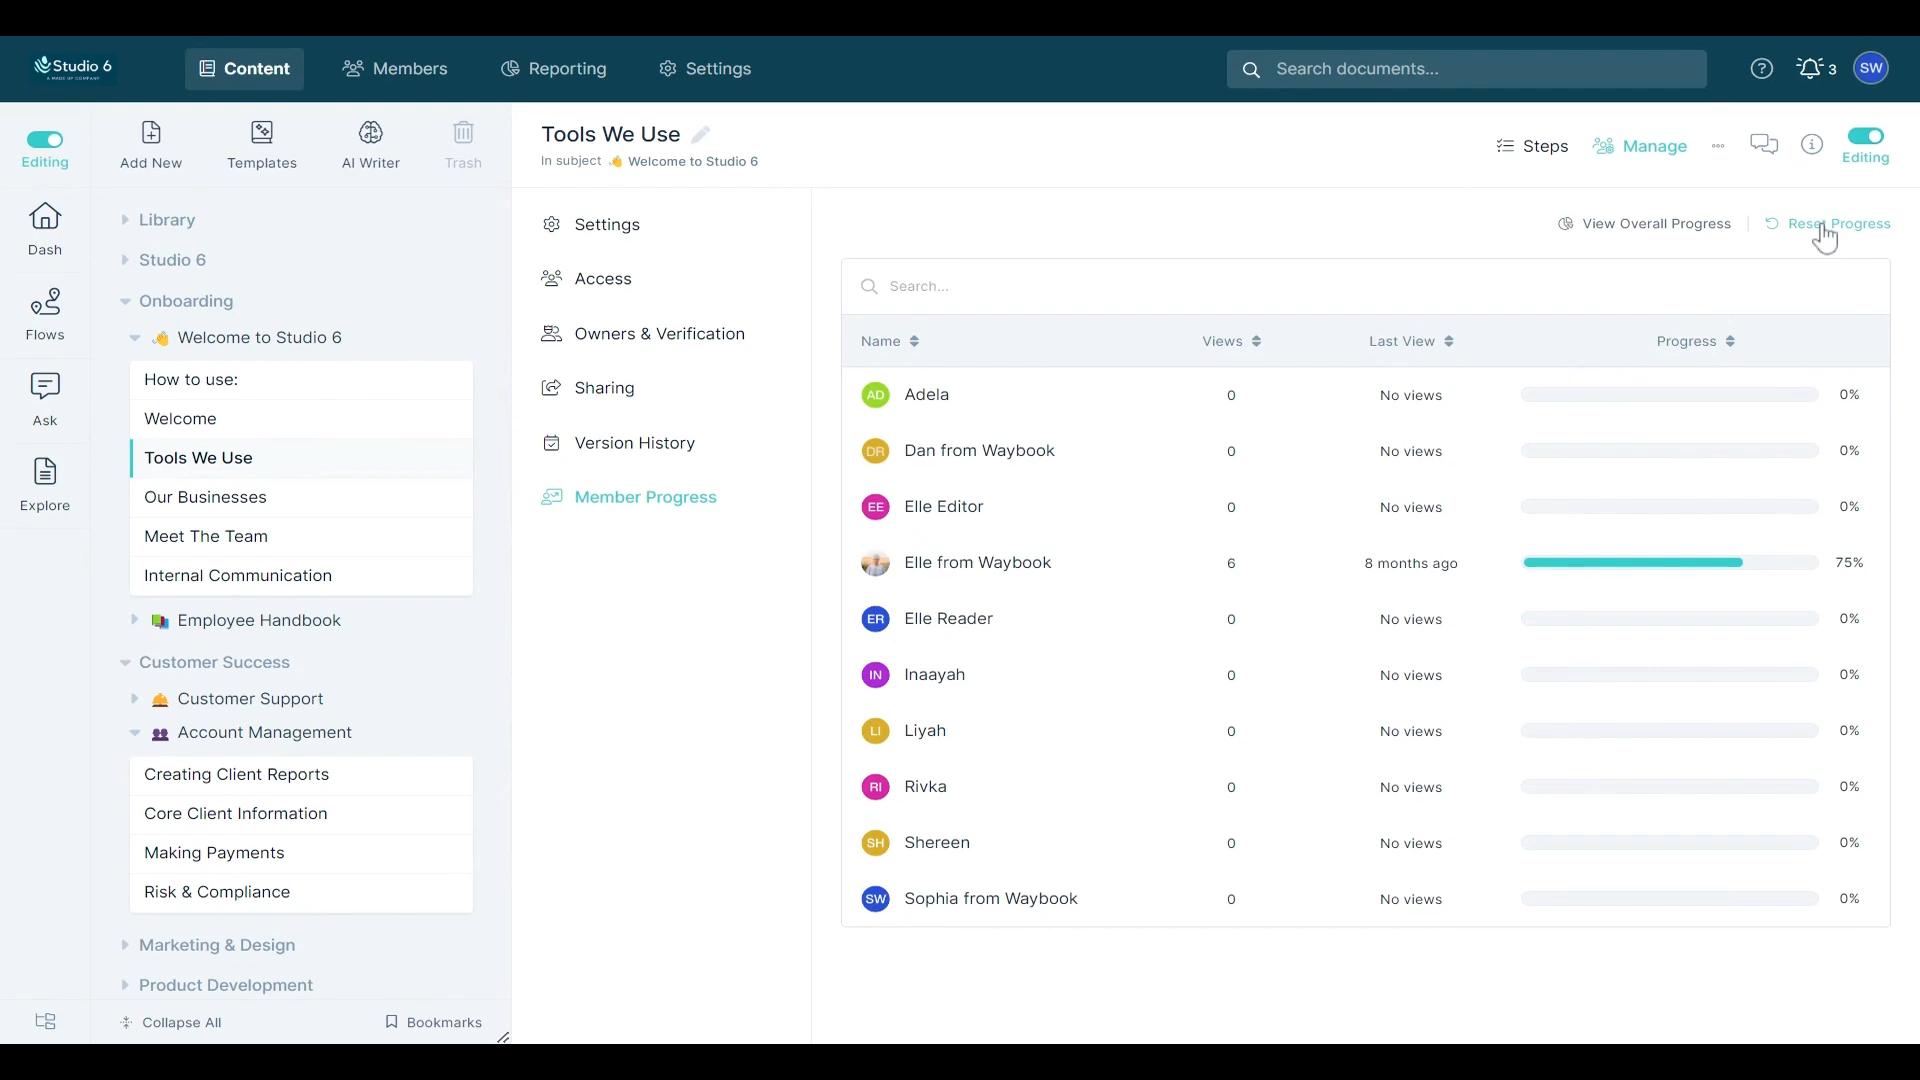 Studio 6
A MADE UP COMPANY
Content
Members
Reporting
Settings
Search documents...
3
SW
Editing
Add New
Templates
AI Writer
Trash
Tools We Use
In subject 👋 Welcome to Studio 6
Steps
Manage
Editing
Dash
Flows
Ask
Explore
Library
Studio 6
Onboarding
👋 Welcome to Studio 6
How to use:
Welcome
Tools We Use
Our Businesses
Meet The Team
Internal Communication
Employee Handbook
Customer Success
Customer Support
Account Management
Creating Client Reports
Core Client Information
Making Payments
Risk & Compliance
Marketing & Design
Product Development
Collapse All
Bookmarks
Settings
Access
Owners & Verification
Sharing
Version History
Member Progress
View Overall Progress
Reset Progress
Search...
Name Views Last View Progress
AD Adela 0 No views 0%
DR Dan from Waybook 0 No views 0%
EE Elle Editor 0 No views 0%
Elle from Waybook 6 8 months ago 75%
ER Elle Reader 0 No views 0%
IN Inaayah 0 No views 0%
LI Liyah 0 No views 0%
RI Rivka 0 No views 0%
SH Shereen 0 No views 0%
SW Sophia from Waybook 0 No views 0%